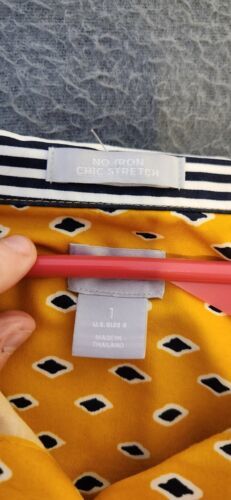 NO IRON
CHIC STRETCH
1
U.S. SIZE 8
MADE IN
THAILAND